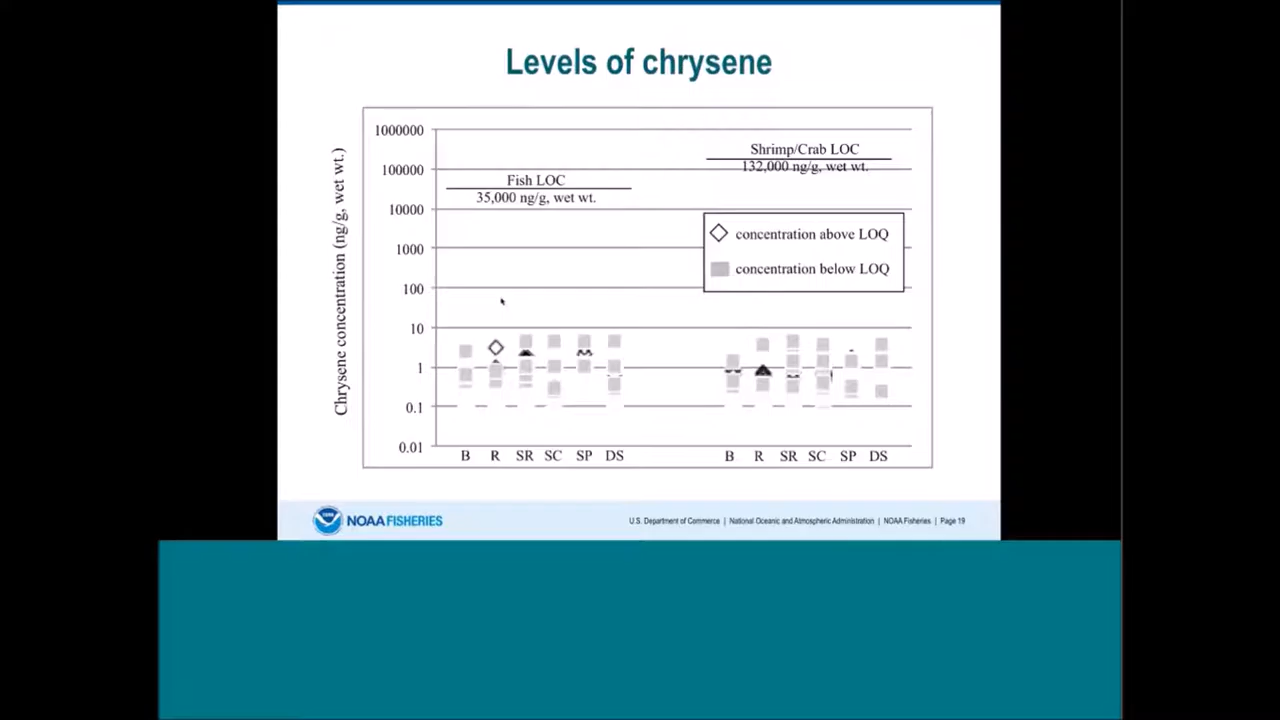 Levels of chrysene
Chrysene concentration (ng/g, wet wt.)
1000000
100000
10000
1000
100
10
1
0.1
0.01
Fish LOC
35,000 ng/g, wet wt.
Shrimp/Crab LOC
132,000 ng/g, wet wt.
concentration above LOQ
concentration below LOQ
B R SR SC SP DS
B R SR SC SP DS
NOAA FISHERIES
U.S. Department of Commerce | National Oceanic and Atmospheric Administration | NOAA Fisheries | Page 19